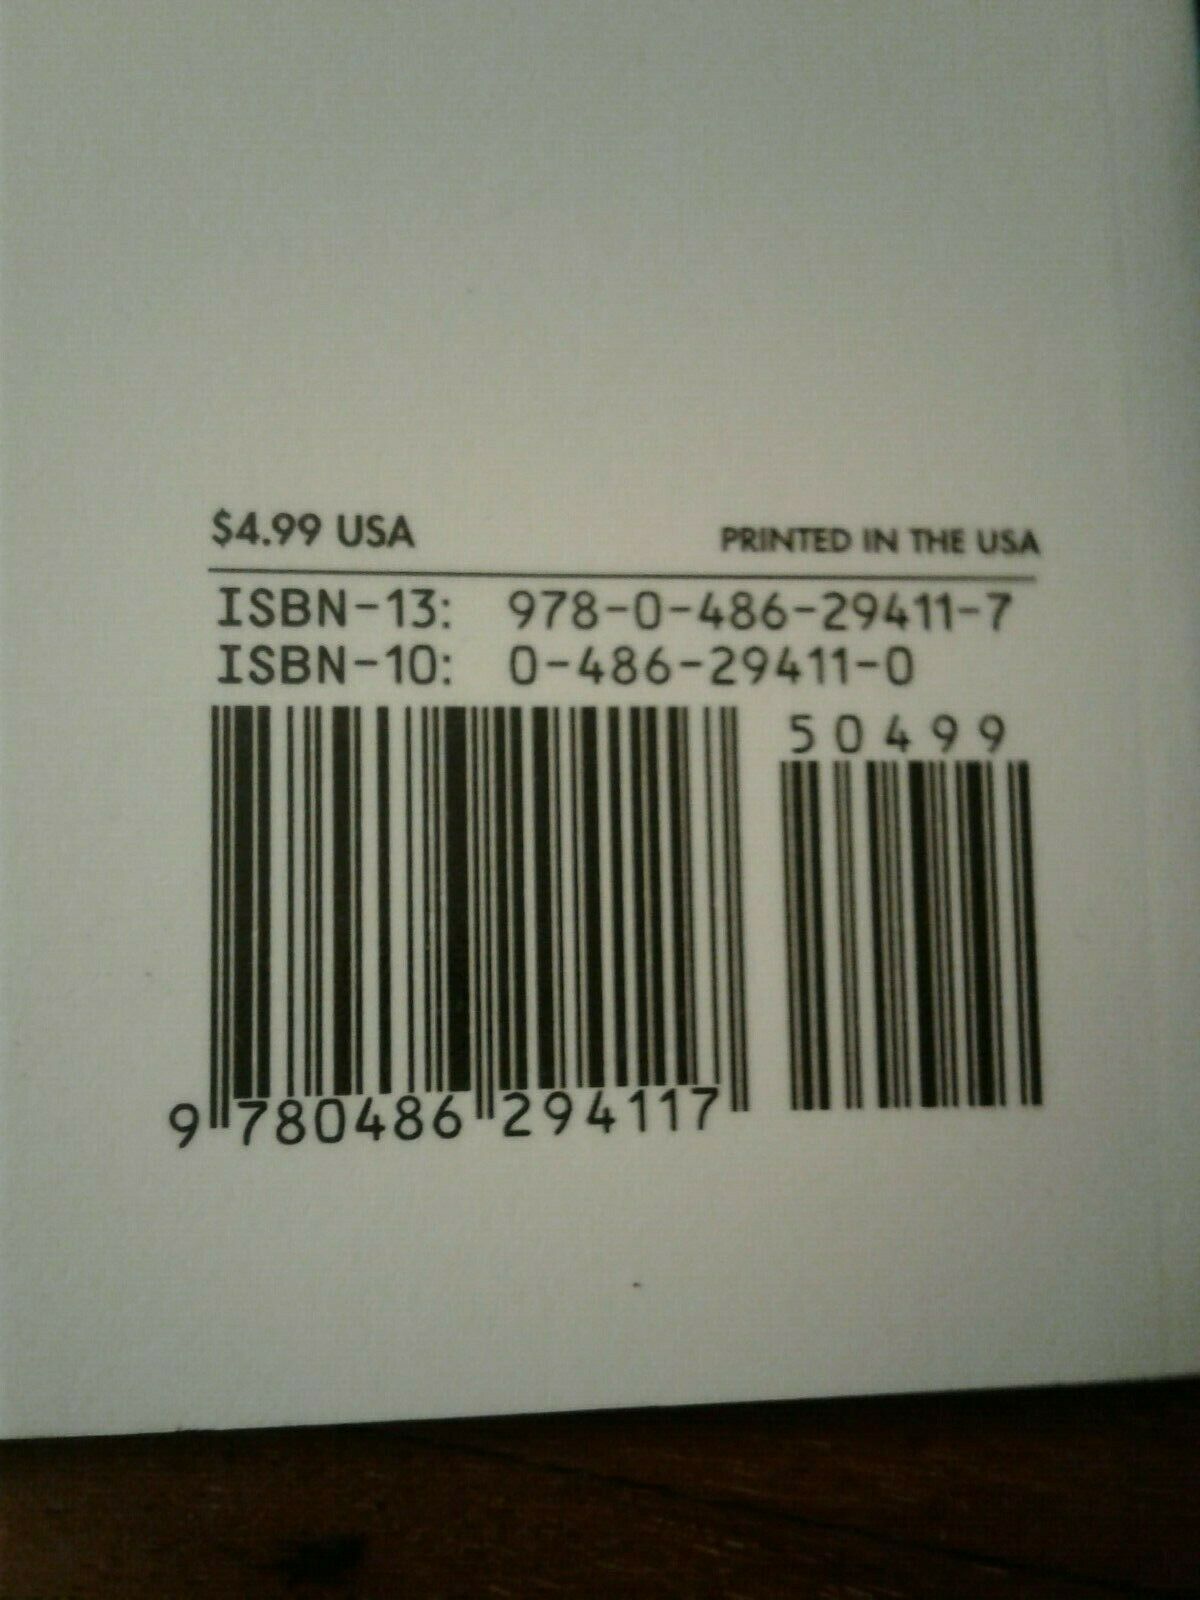 $4.99 USA PRINTED IN THE USA
ISBN-13: 978-0-486-29411-7
ISBN-10: 0-486-29411-0
50499
9 780486 294117